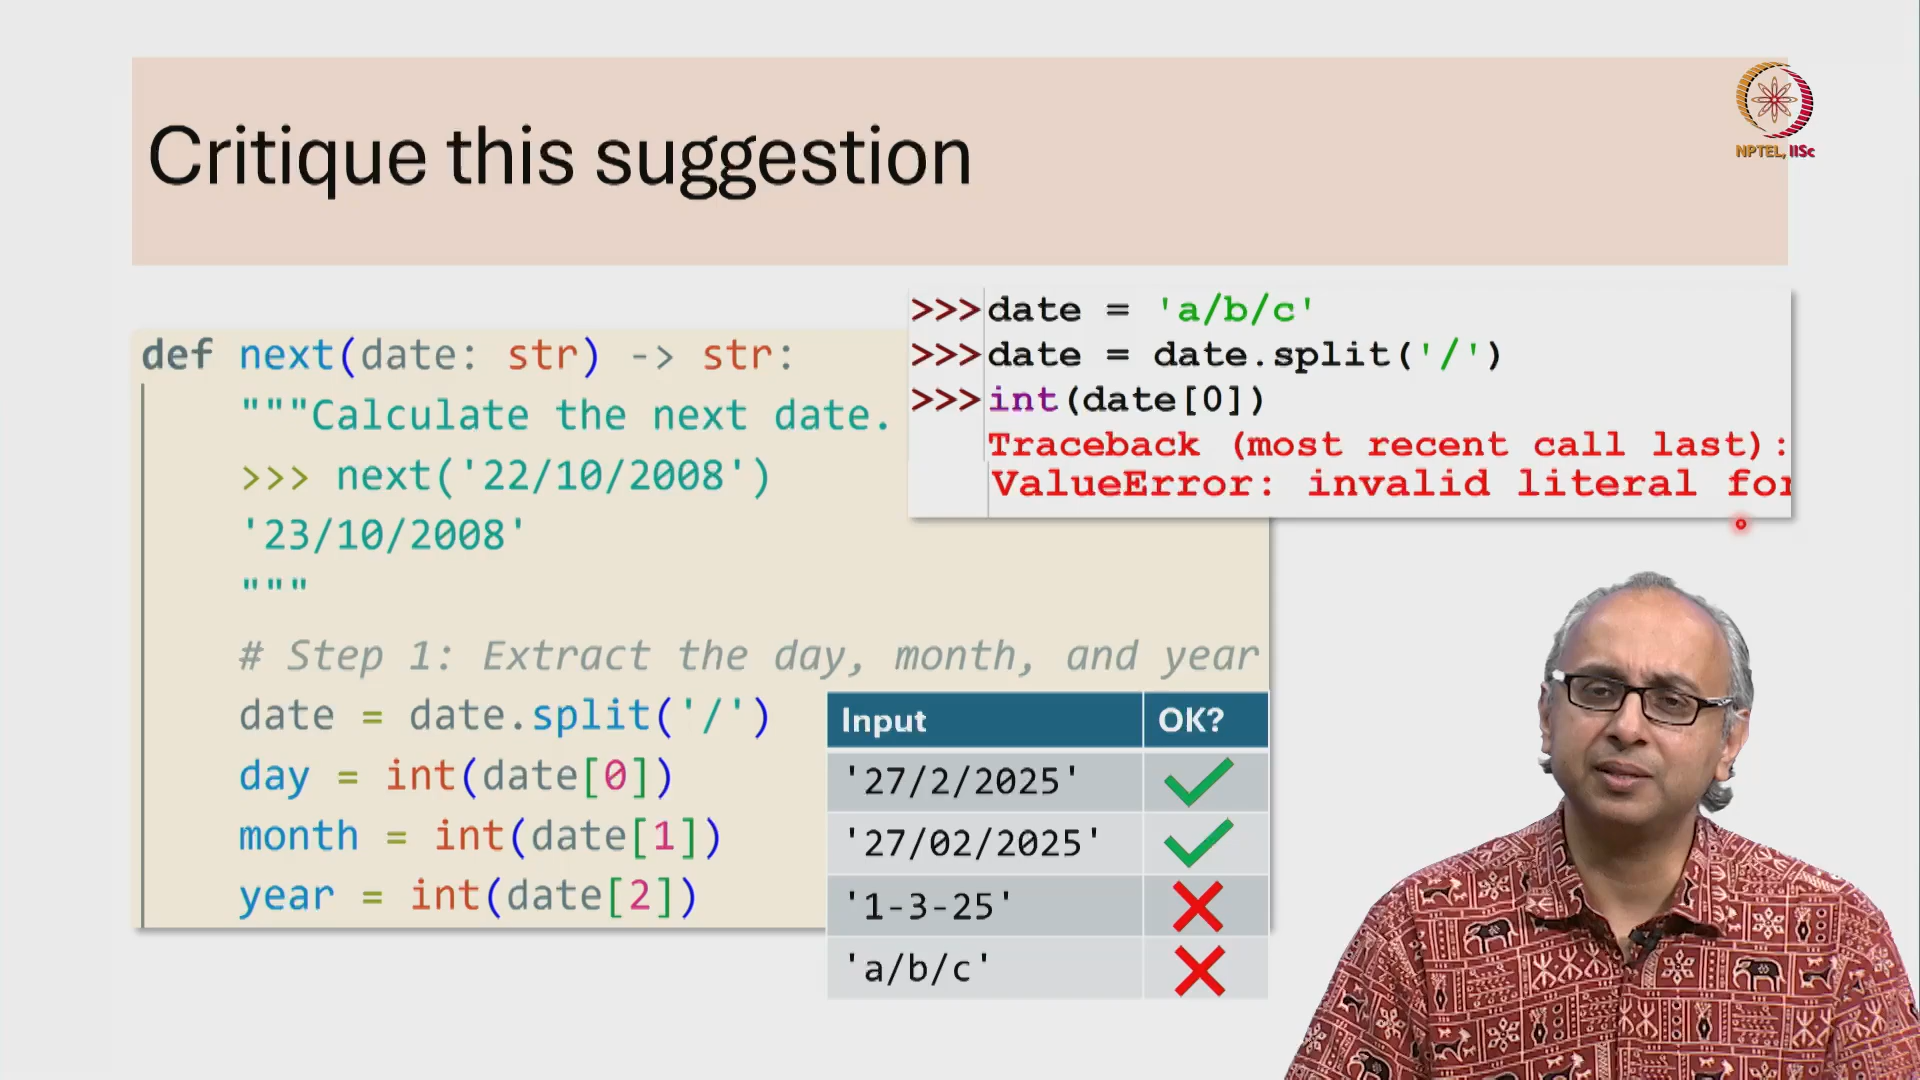 Critique this suggestion
NPTEL, IISc
def next(date: str) -> str:
"""Calculate the next date.
>>> next('22/10/2008')
'23/10/2008'
"""
# Step 1: Extract the day, month, and year
date = date.split('/')
day = int(date[0])
month = int(date[1])
year = int(date[2])
>>>date = 'a/b/c'
>>>date = date.split('/')
>>>int(date[0])
Traceback (most recent call last):
ValueError: invalid literal for
Input OK?
'27/2/2025'
'27/02/2025'
'1-3-25'
'a/b/c'